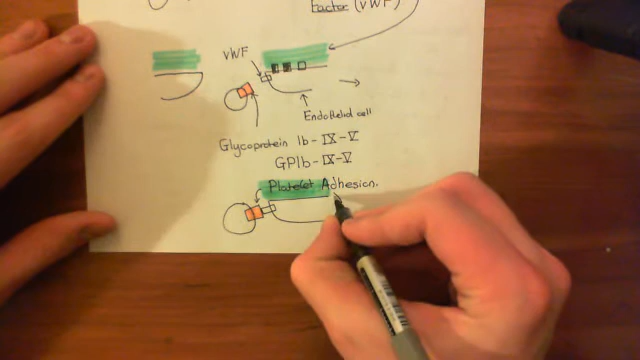 Factor (vWF)
vWF
Endothelial cell
Glycoprotein Ib-IX-V
GPIb-IX-V
Platelet Adhesion.